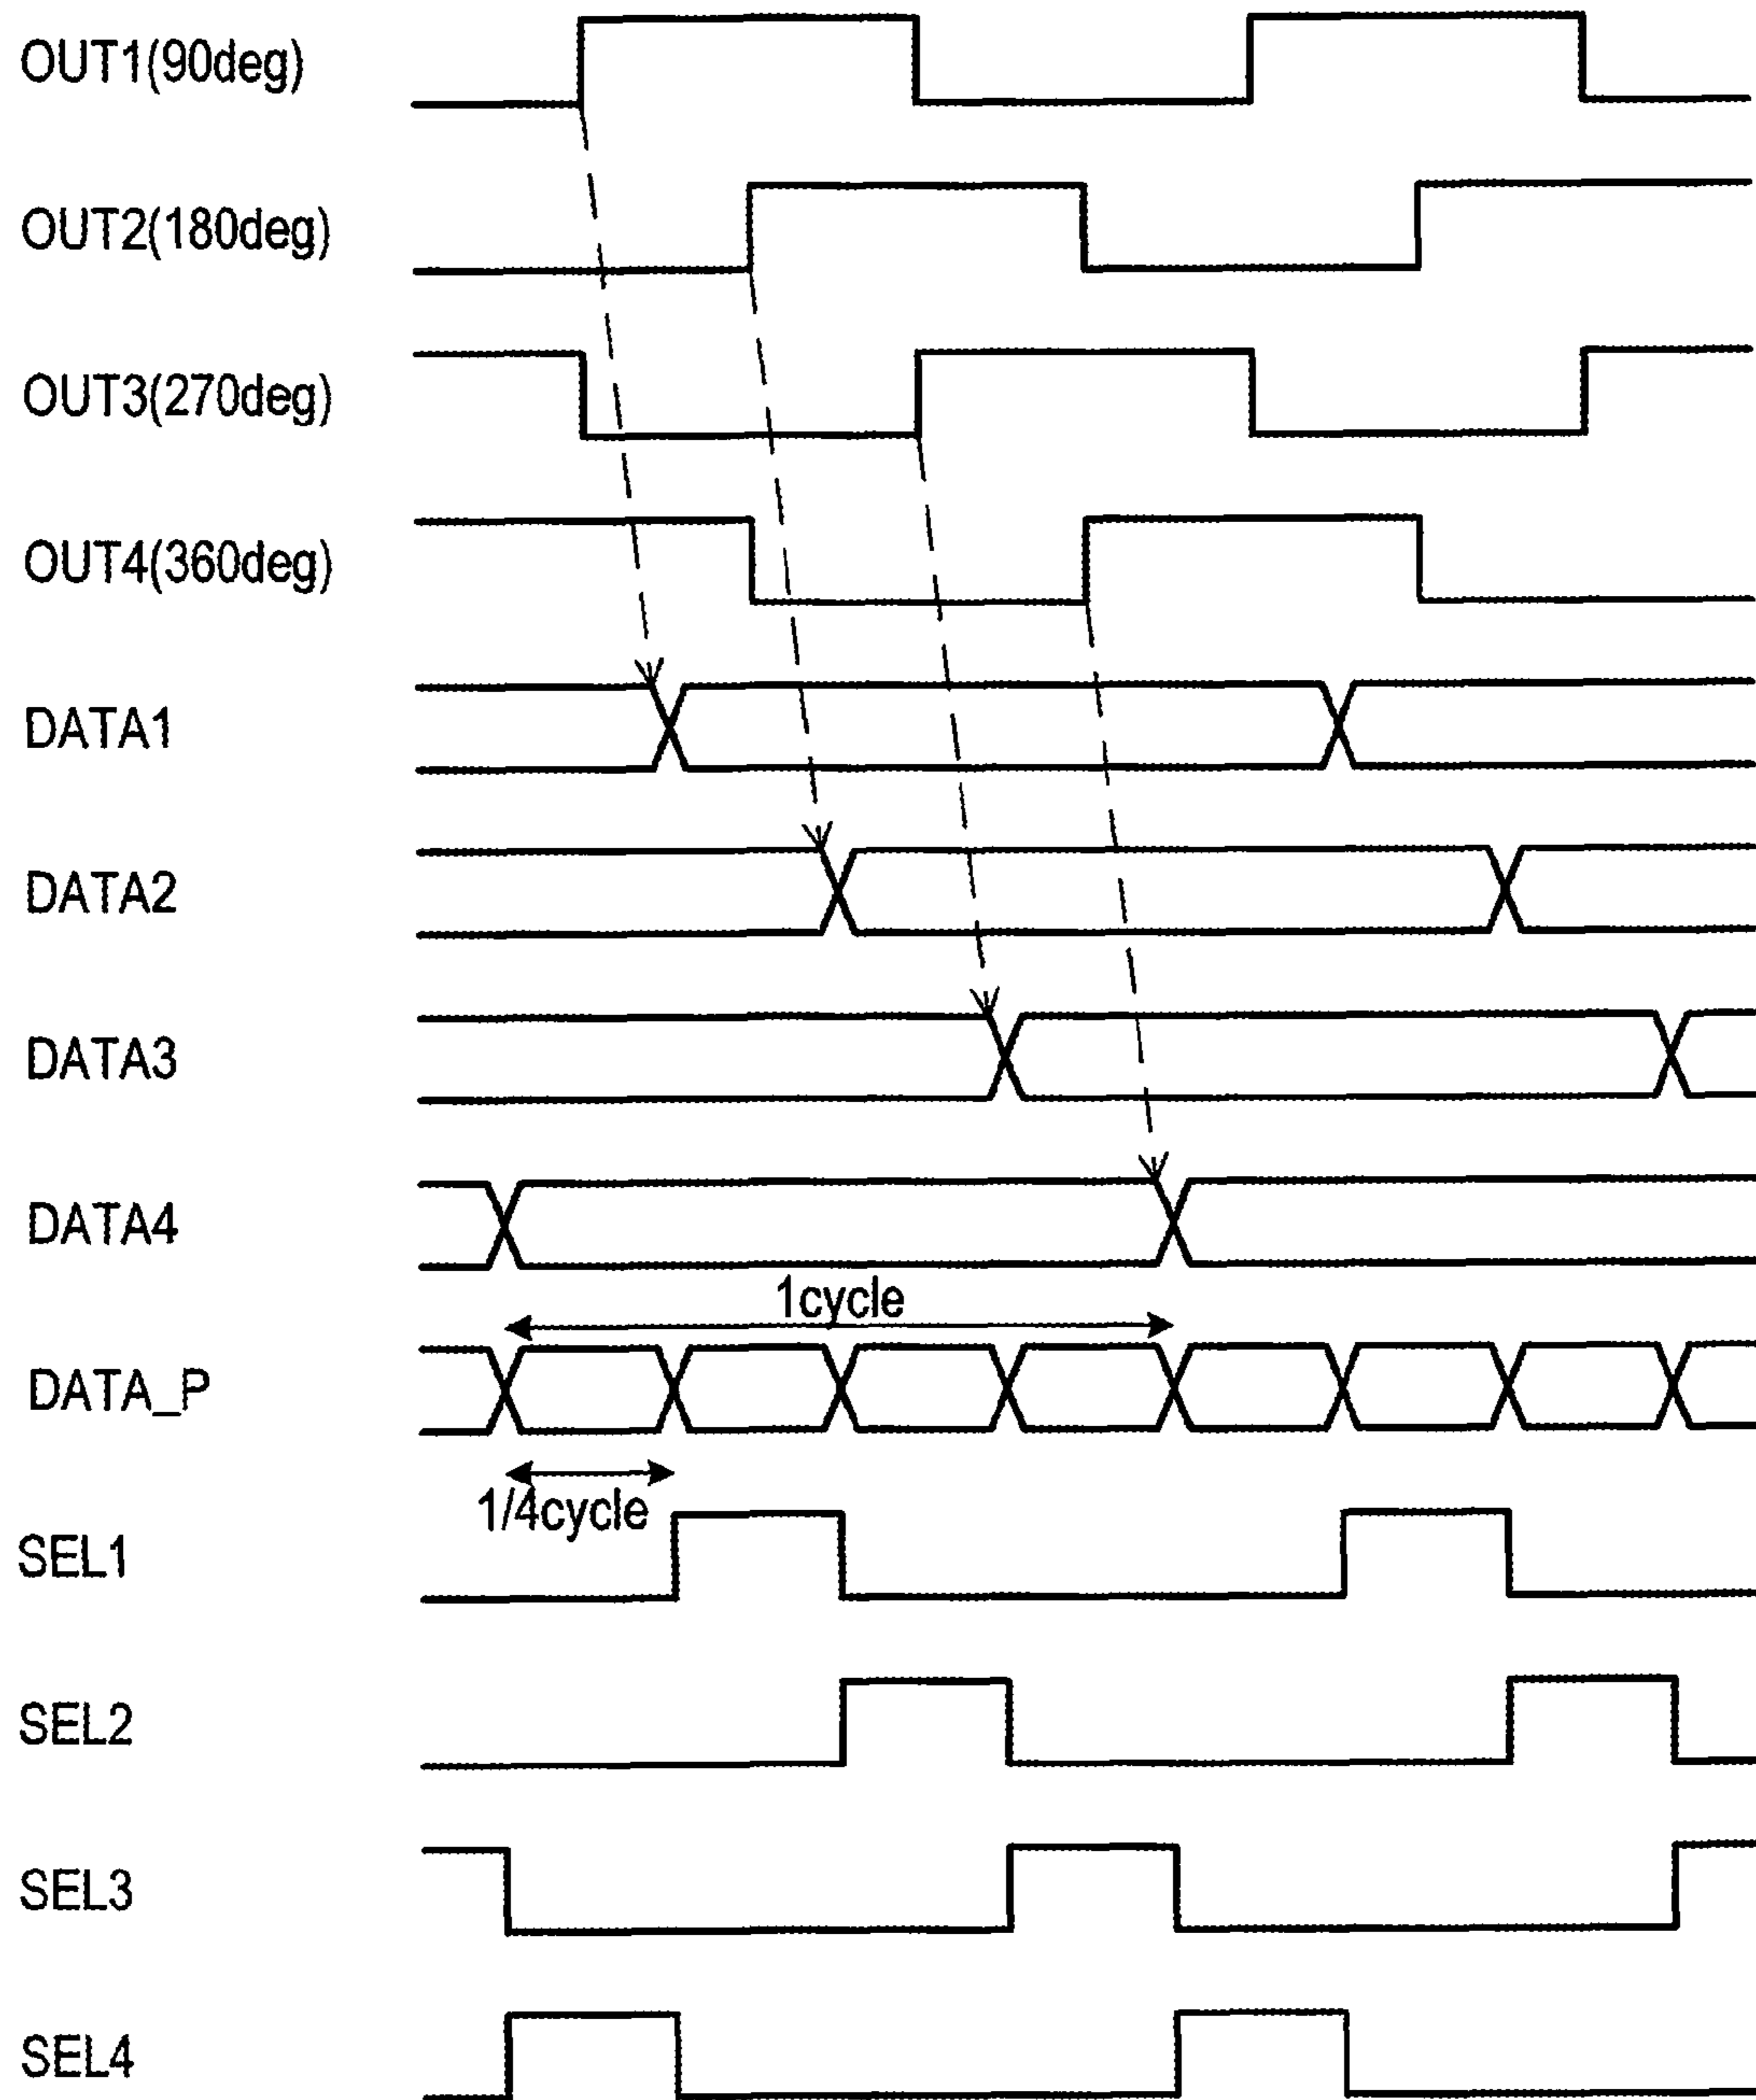 OUT1(90deg)
OUT2(180deg)
OUT3(270deg)
OUT4(360deg)
DATA1
DATA2
DATA3
DATA4
1cycle
DATA_P
1/4cycle
SEL1
SEL2
SEL3
SEL4